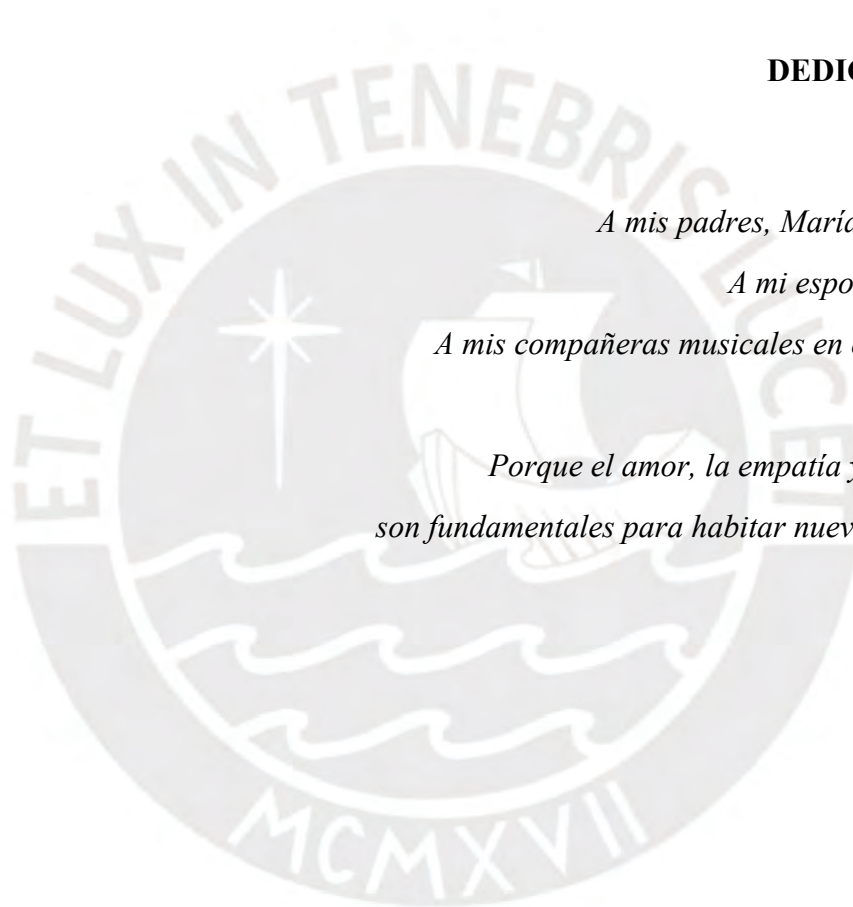 DEDIC
A mis padres, María
A mi espo
A mis compañeras musicales en
Porque el amor, la empatía y
son fundamentales para habitar nuev
ET LUX IN TENEBRIS LUCET
MCMXVII